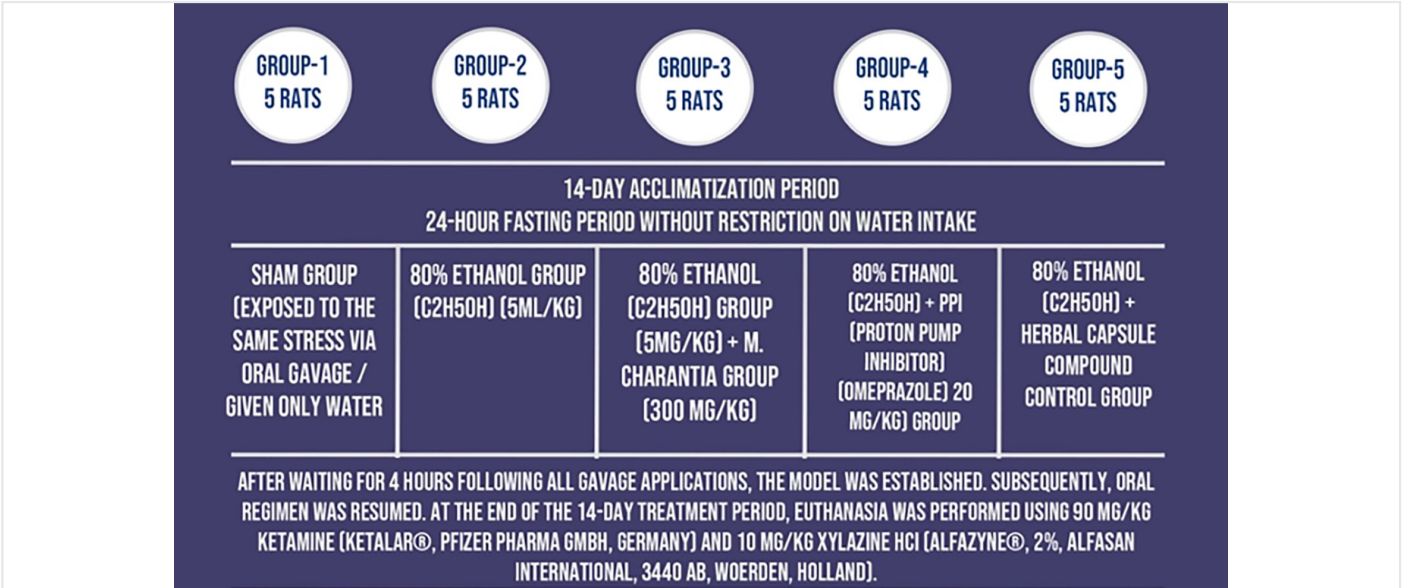 GROUP-1
5 RATS
GROUP-2
5 RATS
GROUP-3
5 RATS
GROUP-4
5 RATS
GROUP-5
5 RATS
14-DAY ACCLIMATIZATION PERIOD
24-HOUR FASTING PERIOD WITHOUT RESTRICTION ON WATER INTAKE
SHAM GROUP
(EXPOSED TO THE
SAME STRESS VIA
ORAL GAVAGE /
GIVEN ONLY WATER
80% ETHANOL GROUP
(C2H5OH) (5ML/KG)
80% ETHANOL
(C2H5OH) GROUP
(5MG/KG) + M.
CHARANTIA GROUP
(300 MG/KG)
80% ETHANOL
(C2H5OH) + PPI
(PROTON PUMP
INHIBITOR)
(OMEPRAZOLE) 20
MG/KG) GROUP
80% ETHANOL
(C2H5OH) +
HERBAL CAPSULE
COMPOUND
CONTROL GROUP
AFTER WAITING FOR 4 HOURS FOLLOWING ALL GAVAGE APPLICATIONS, THE MODEL WAS ESTABLISHED. SUBSEQUENTLY, ORAL
REGIMEN WAS RESUMED. AT THE END OF THE 14-DAY TREATMENT PERIOD, EUTHANASIA WAS PERFORMED USING 90 MG/KG
KETAMINE (KETALAR®, PFIZER PHARMA GMBH, GERMANY) AND 10 MG/KG XYLAZINE HCI (ALFAZYNE®, 2%, ALFASAN
INTERNATIONAL, 3440 AB, WOERDEN, HOLLAND).